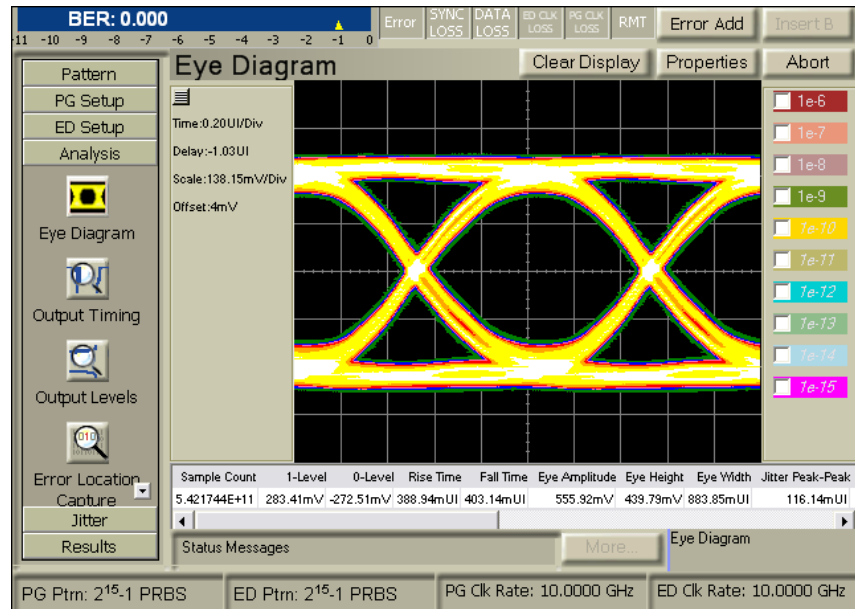 BER: 0.000
-11 -10 -9 -8 -7 -6 -5 -4 -3 -2 -1 0
Error
SYNC LOSS
DATA LOSS
ED CLK LOSS
PG CLK LOSS
RMT
Error Add
Insert B
Pattern
PG Setup
ED Setup
Analysis
Eye Diagram
Output Timing
Output Levels
Error Location
Capture
Jitter
Results
Eye Diagram
Clear Display
Properties
Abort
Time:0.20UI/Div
Delay:-1.03UI
Scale:138.15mV/Div
Offset:4mV
1e-6
1e-7
1e-8
1e-9
1e-10
1e-11
1e-12
1e-13
1e-14
1e-15
Sample Count 1-Level 0-Level Rise Time Fall Time Eye Amplitude Eye Height Eye Width Jitter Peak-Peak
5.421744E+11 283.41mV -272.51mV 388.94mUI 403.14mUI 555.92mV 439.79mV 883.85mUI 116.14mUI
Status Messages
More...
Eye Diagram
PG Ptrn: 2¹⁵-1 PRBS
ED Ptrn: 2¹⁵-1 PRBS
PG Clk Rate: 10.0000 GHz
ED Clk Rate: 10.0000 GHz